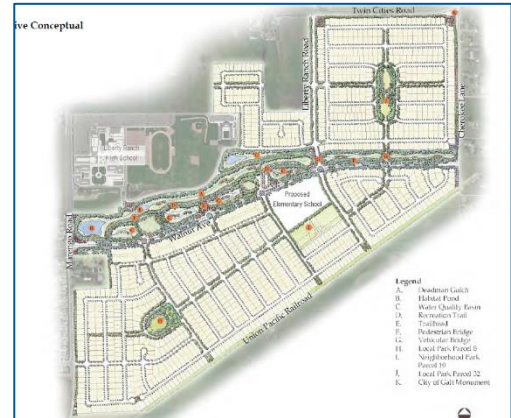 ive Conceptual
Twin Cities Road
Liberty Ranch Road
Cherokee Lane
Liberty Ranch
High School
Proposed
Elementary School
Marengo Road
Walnut Ave
Union Pacific Railroad
Legend
A. Deadman Gulch
B. Habitat Pond
C. Water Quality Basin
D. Recreation Trail
E. Trailhead
F. Pedestrian Bridge
G. Vehicular Bridge
H. Local Park Parcel
I. Neighborhood Park
Parcel 19
J. Local Park Parcel 32
K. City of Galt Monument